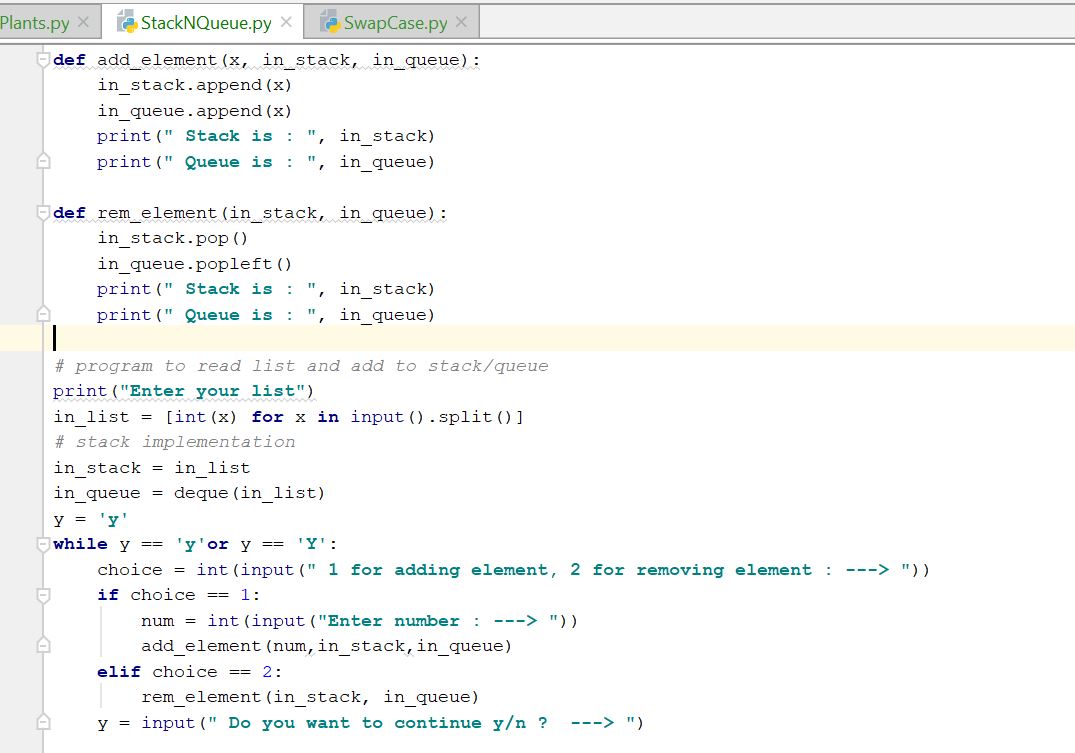 Plants.py StackNQueue.py SwapCase.py
def add_element(x, in_stack, in_queue):
    in_stack.append(x)
    in_queue.append(x)
    print(" Stack is : ", in_stack)
    print(" Queue is : ", in_queue)
def rem_element(in_stack, in_queue):
    in_stack.pop()
    in_queue.popleft()
    print(" Stack is : ", in_stack)
    print(" Queue is : ", in_queue)
# program to read list and add to stack/queue
print("Enter your list")
in_list = [int(x) for x in input().split()]
# stack implementation
in_stack = in_list
in_queue = deque(in_list)
y = 'y'
while y == 'y'or y == 'Y':
    choice = int(input(" 1 for adding element, 2 for removing element : ---> "))
    if choice == 1:
        num = int(input("Enter number : ---> "))
        add_element(num,in_stack,in_queue)
    elif choice == 2:
        rem_element(in_stack, in_queue)
    y = input(" Do you want to continue y/n ?  ---> ")